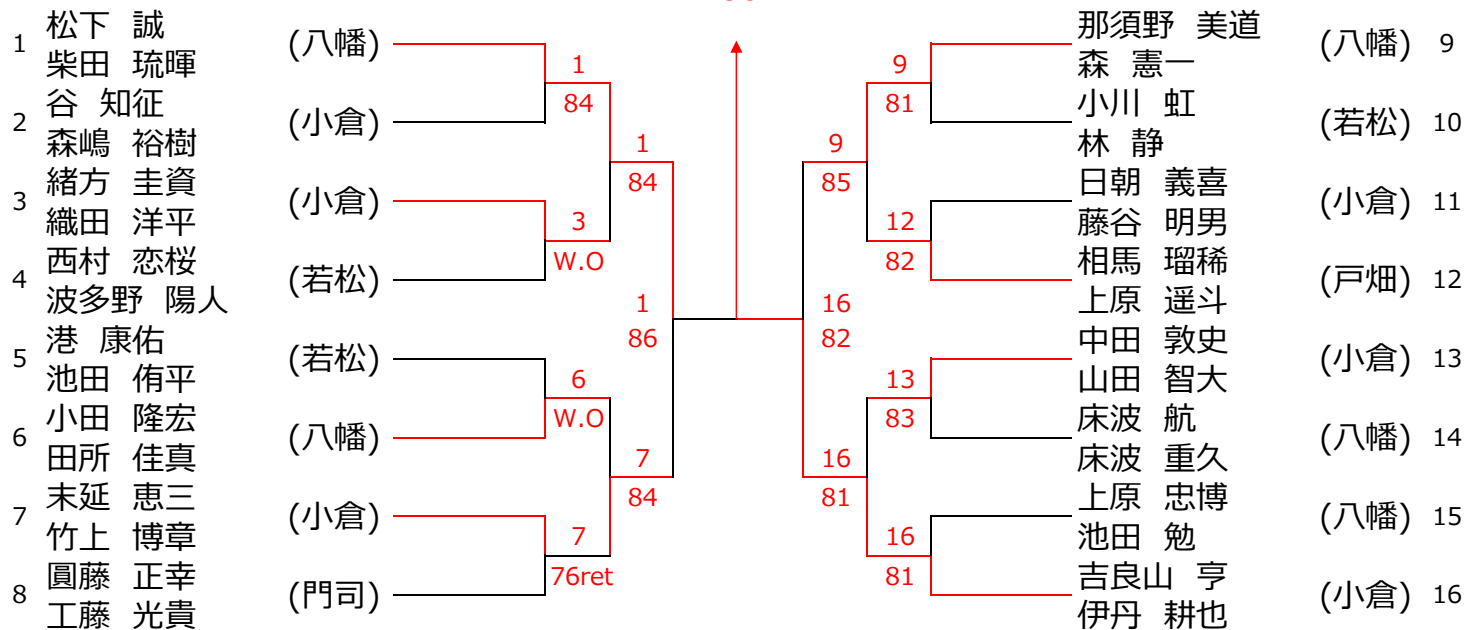 1 松下 誠 (八幡)
柴田 琉暉
2 谷 知征 (小倉)
森嶋 裕樹
3 緒方 圭資 (小倉)
織田 洋平
4 西村 恋桜 (若松)
波多野 陽人
5 港 康佑 (若松)
池田 侑平
6 小田 隆宏 (八幡)
田所 佳真
7 末延 恵三 (小倉)
竹上 博章
8 圓藤 正幸 (門司)
工藤 光貴
1
84
3
W.O
6
W.O
7
76ret
1
84
7
84
1
86
16
82
9
85
16
81
9
81
12
82
13
83
16
81
那須野 美道 (八幡) 9
森 憲一
小川 虹 (若松) 10
林 静
日朝 義喜 (小倉) 11
藤谷 明男
相馬 瑠稀 (戸畑) 12
上原 遥斗
中田 敦史 (小倉) 13
山田 智大
床波 航 (八幡) 14
床波 重久
上原 忠博 (八幡) 15
池田 勉
吉良山 亨 (小倉) 16
伊丹 耕也